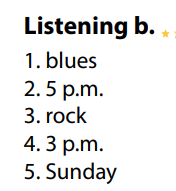 Listening b.
1. blues
2. 5 p.m.
3. rock
4. 3 p.m.
5. Sunday